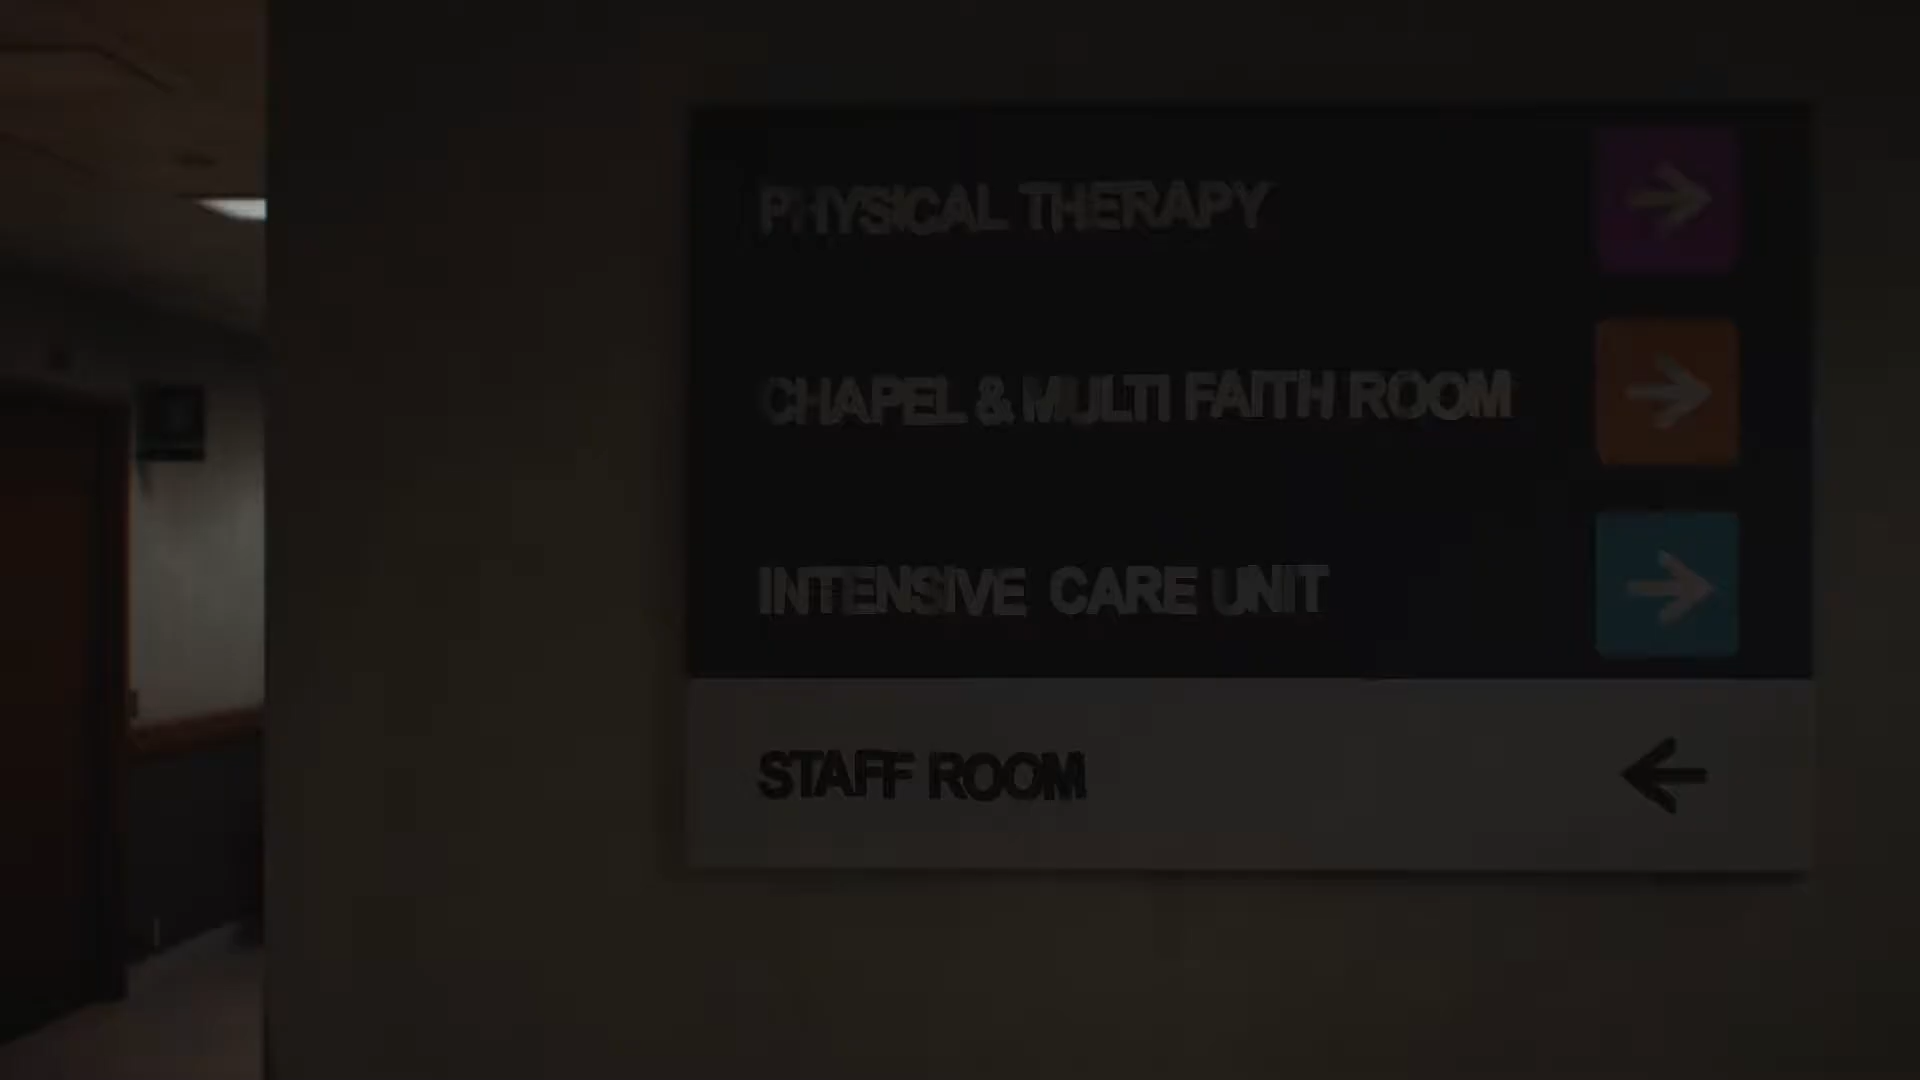 PHYSICAL THERAPY
CHAPEL & MULTI FAITH ROOM
INTENSIVE CARE UNIT
STAFF ROOM